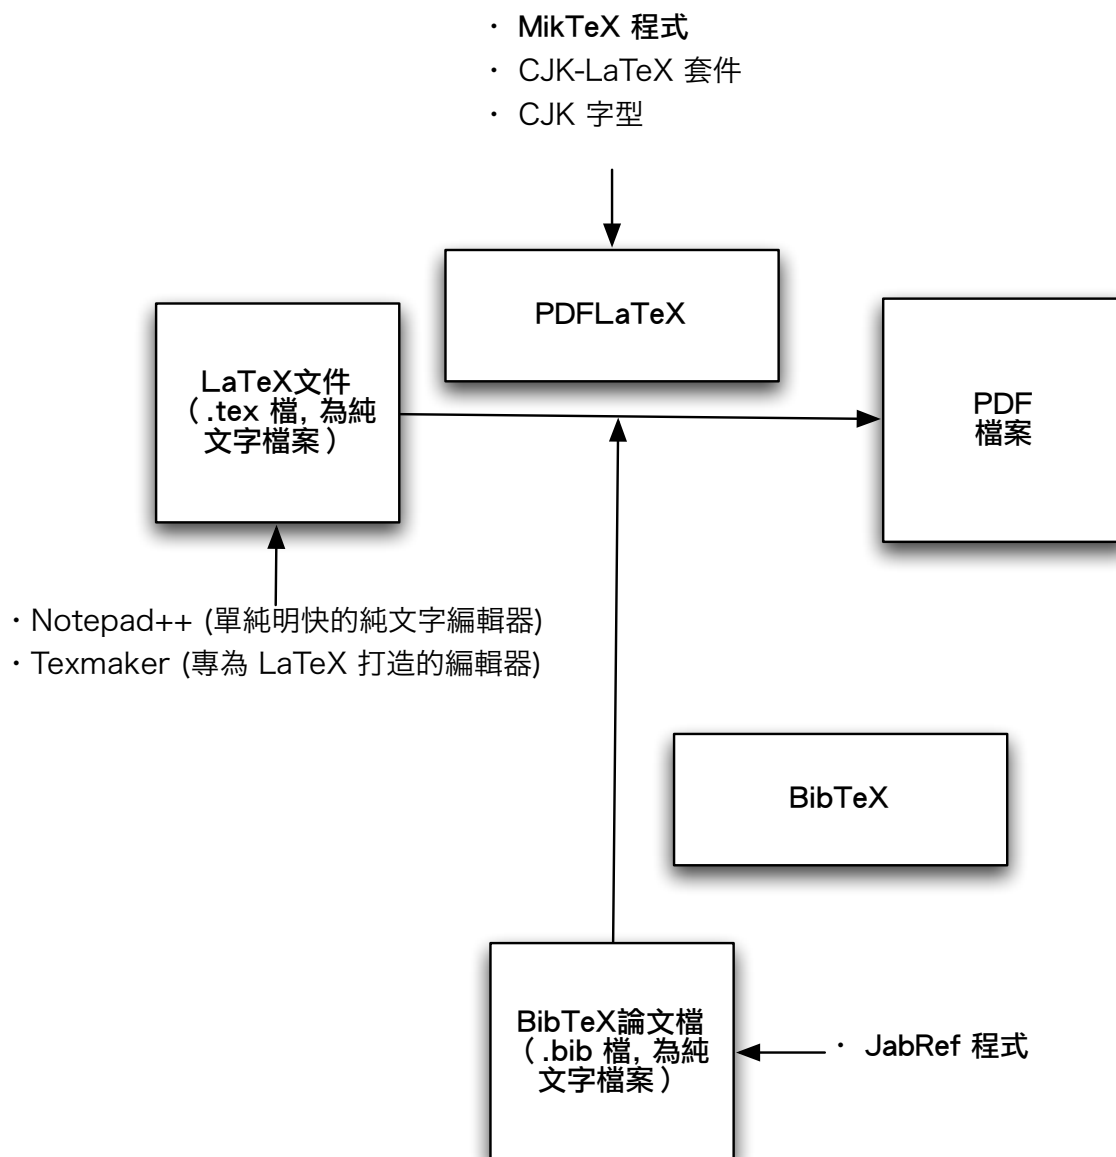 · MikTeX 程式
· CJK-LaTeX 套件
· CJK 字型
PDFLaTeX
LaTeX文件
（.tex 檔, 為純
文字檔案）
PDF
檔案
· Notepad++ (單純明快的純文字編輯器)
· Texmaker (專為 LaTeX 打造的編輯器)
BibTeX
BibTeX論文檔
（.bib 檔, 為純
文字檔案）
· JabRef 程式